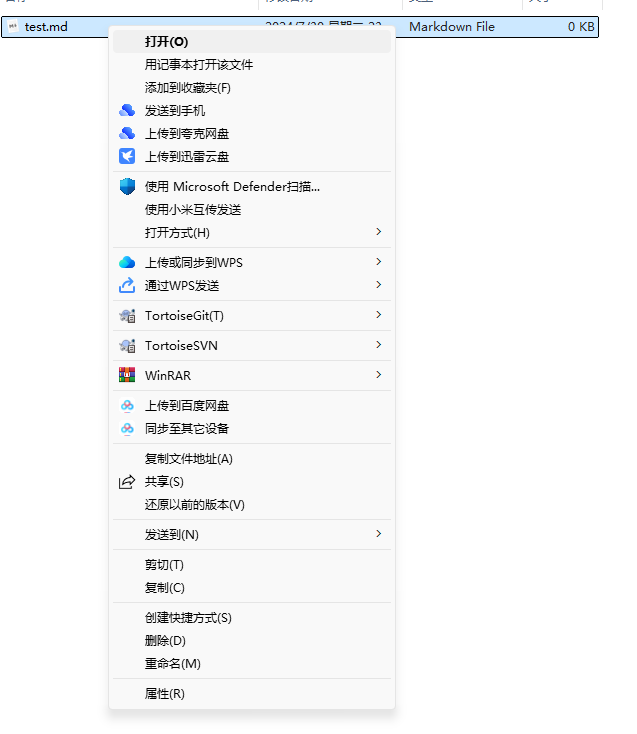 test.md Markdown File 0 KB
打开(O)
用记事本打开该文件
添加到收藏夹(F)
发送到手机
上传到夸克网盘
上传到迅雷云盘
使用 Microsoft Defender扫描...
使用小米互传发送
打开方式(H)
上传或同步到WPS
通过WPS发送
TortoiseGit(T)
TortoiseSVN
WinRAR
上传到百度网盘
同步至其它设备
复制文件地址(A)
共享(S)
还原以前的版本(V)
发送到(N)
剪切(T)
复制(C)
创建快捷方式(S)
删除(D)
重命名(M)
属性(R)